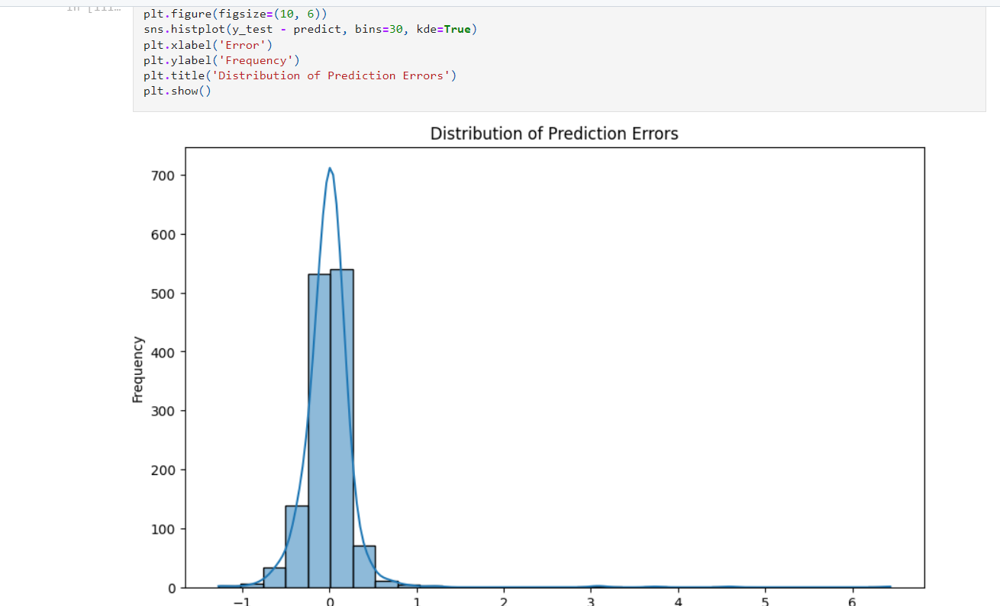 plt.figure(figsize=(10, 6))
sns.histplot(y_test - predict, bins=30, kde=True)
plt.xlabel('Error')
plt.ylabel('Frequency')
plt.title('Distribution of Prediction Errors')
plt.show()
Distribution of Prediction Errors
700
600
500
400
300
200
100
0
Frequency
−1
0
1
2
3
4
5
6